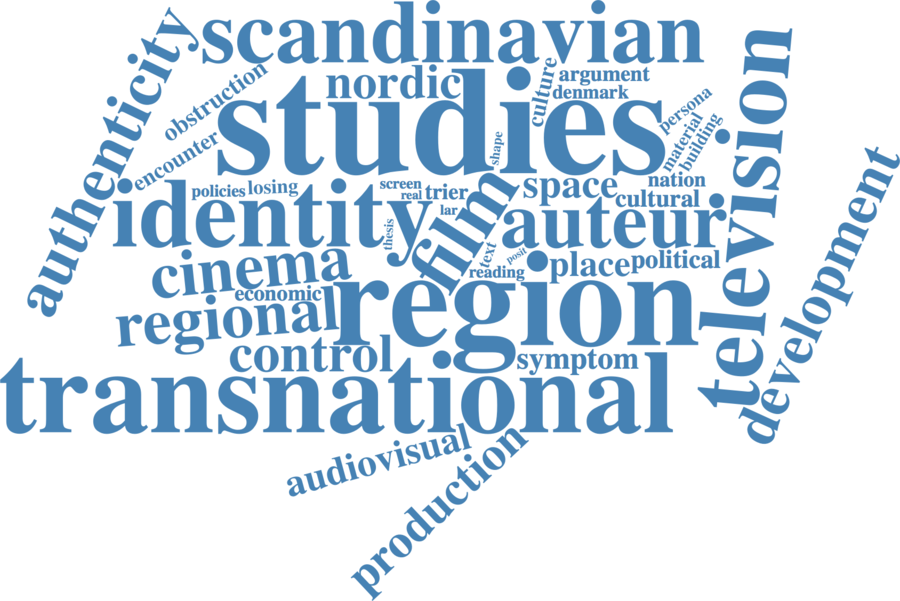 scandinavian
authenticity
obstruction
nordic
culture
argument
denmark
television
studies
persona
material
building
encounter
shape
development
policies
losing
screen
real
trier
space
nation
cultural
identity
lar
film
auteur
thesis
text
posit
reading
place
political
cinema
economic
region
regional
control
symptom
transnational
audiovisual
production